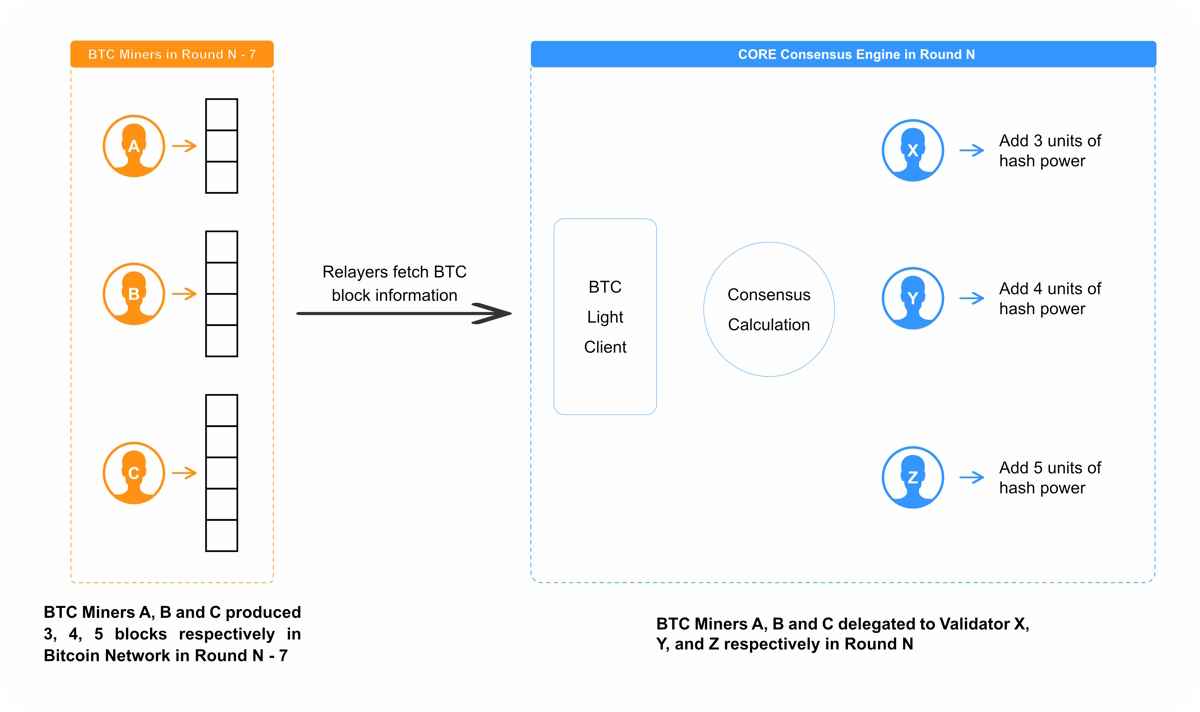 BTC Miners in Round N - 7
A
B
C
BTC Miners A, B and C produced
3, 4, 5 blocks respectively in
Bitcoin Network in Round N - 7
Relayers fetch BTC
block information
CORE Consensus Engine in Round N
BTC
Light
Client
Consensus
Calculation
X
Add 3 units of
hash power
Y
Add 4 units of
hash power
Z
Add 5 units of
hash power
BTC Miners A, B and C delegated to Validator X,
Y, and Z respectively in Round N